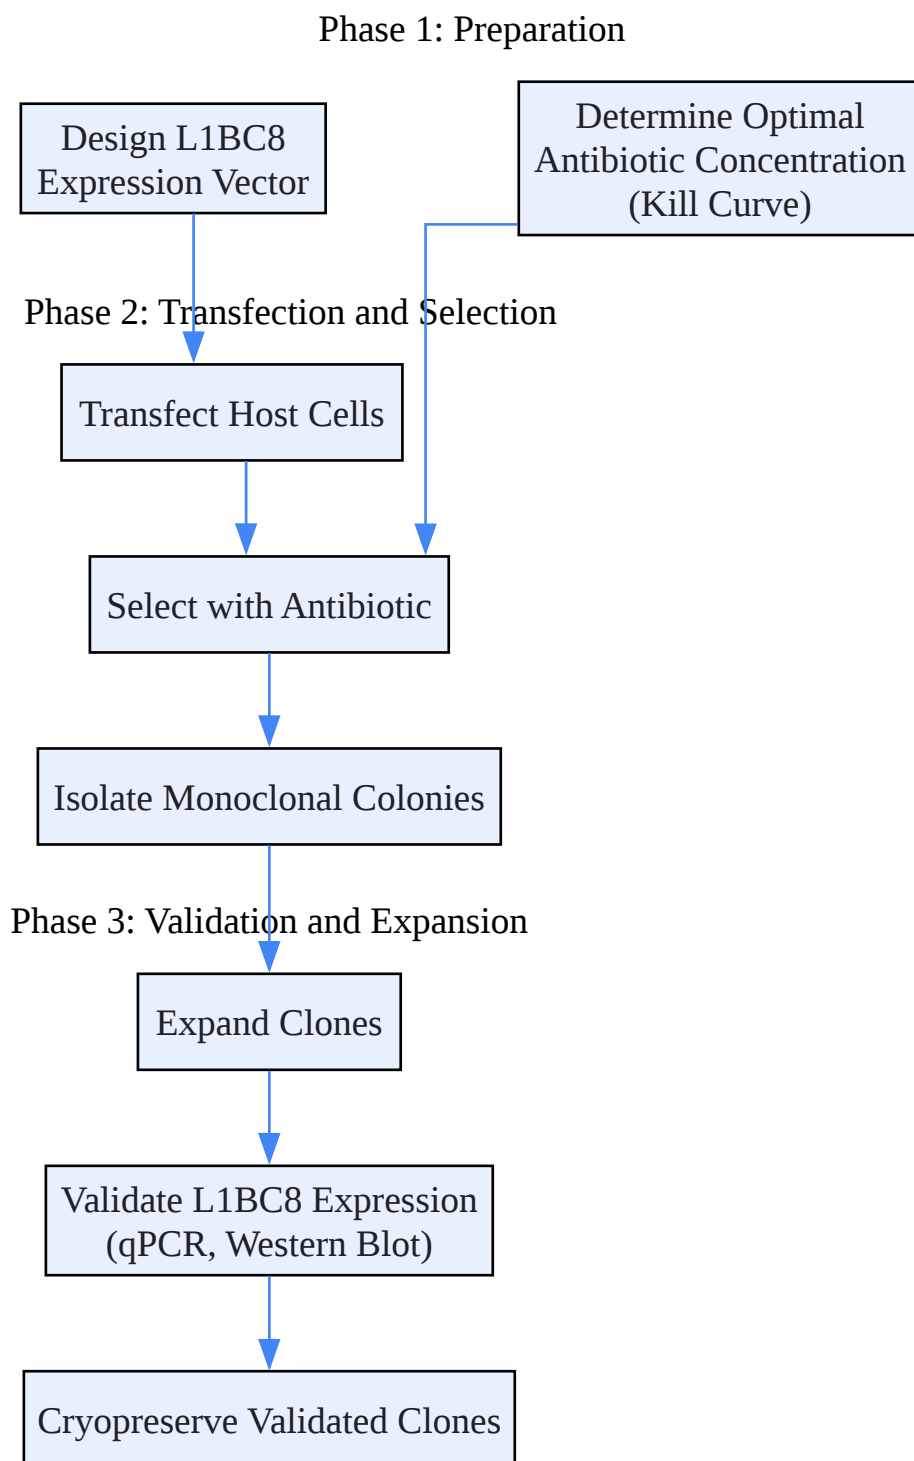 Phase 1: Preparation
Design L1BC8
Expression Vector
Determine Optimal
Antibiotic Concentration
(Kill Curve)
Phase 2: Transfection and Selection
Transfect Host Cells
Select with Antibiotic
Isolate Monoclonal Colonies
Phase 3: Validation and Expansion
Expand Clones
Validate L1BC8 Expression
(qPCR, Western Blot)
Cryopreserve Validated Clones